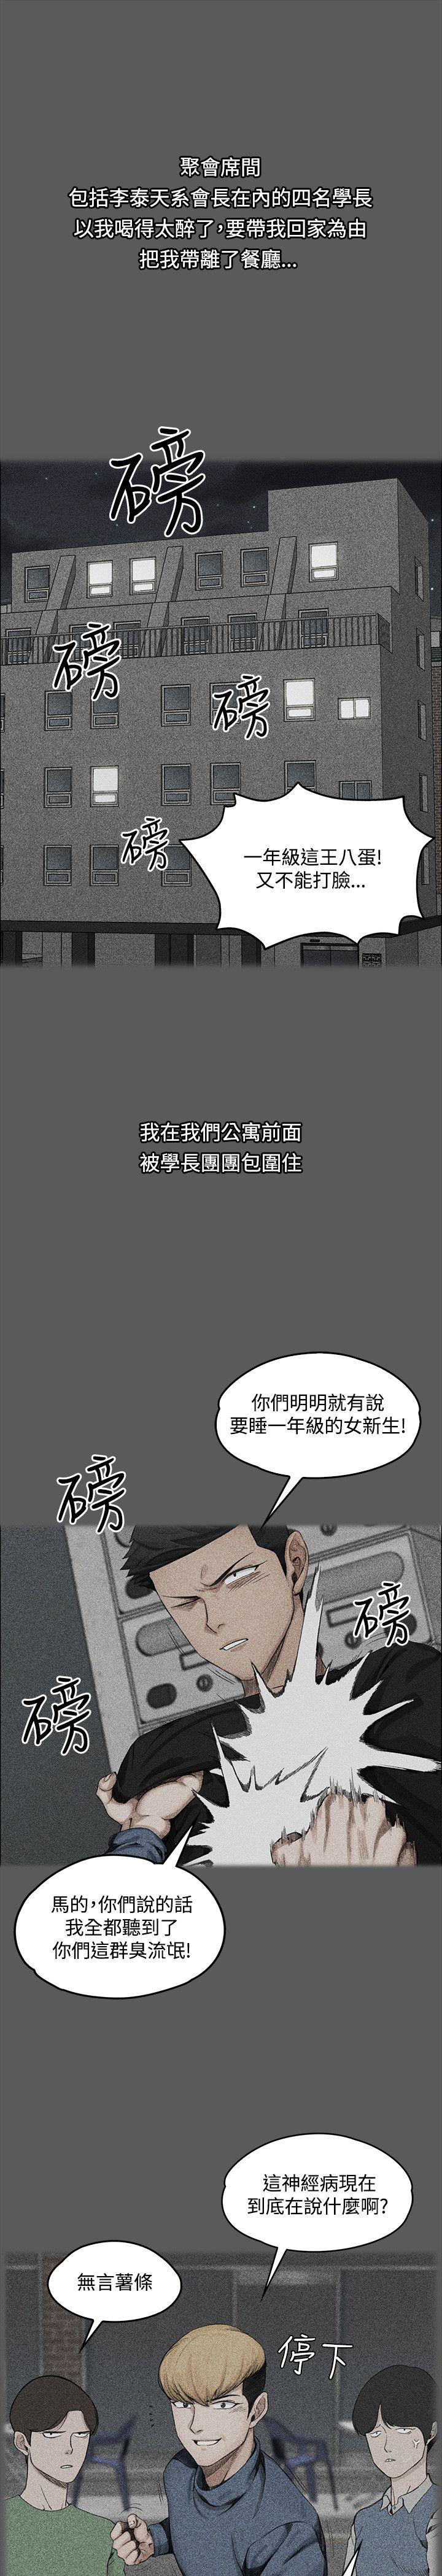 聚會席間
包括李泰天系會長在內的四名學長
以我喝得太醉了，要帶我回家為由
把我帶離了餐廳...
磅
磅
磅
磅
一年級這王八蛋!
又不能打臉...
我在我們公寓前面
被學長團團包圍住
你們明明就有說
要睡一年級的女新生!
磅
磅
磅
馬的，你們說的話
我全都聽到了
你們這群臭流氓!
這神經病現在
到底在說什麼啊?
無言薯條
停下